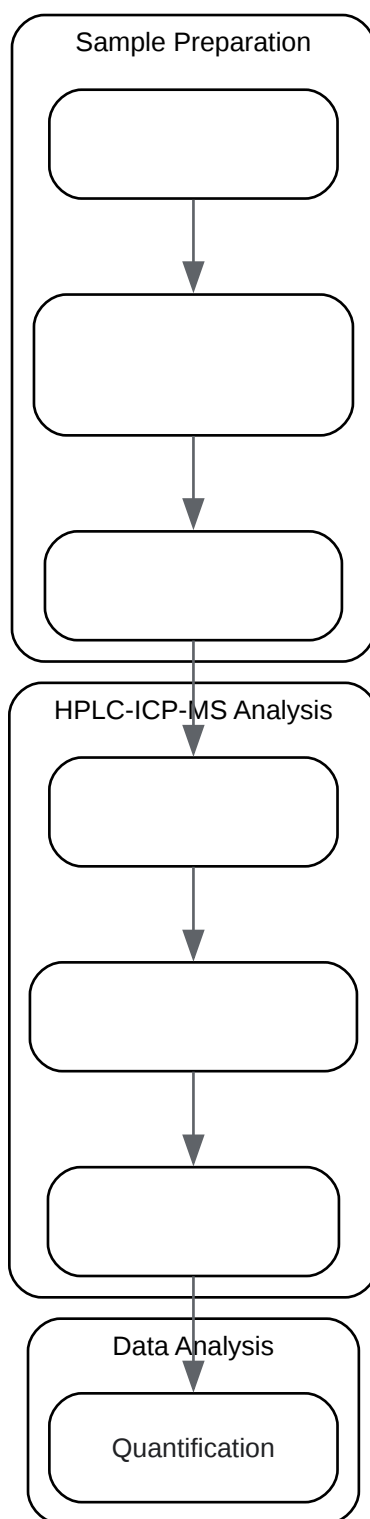 Sample Preparation
HPLC-ICP-MS Analysis
Data Analysis
Quantification